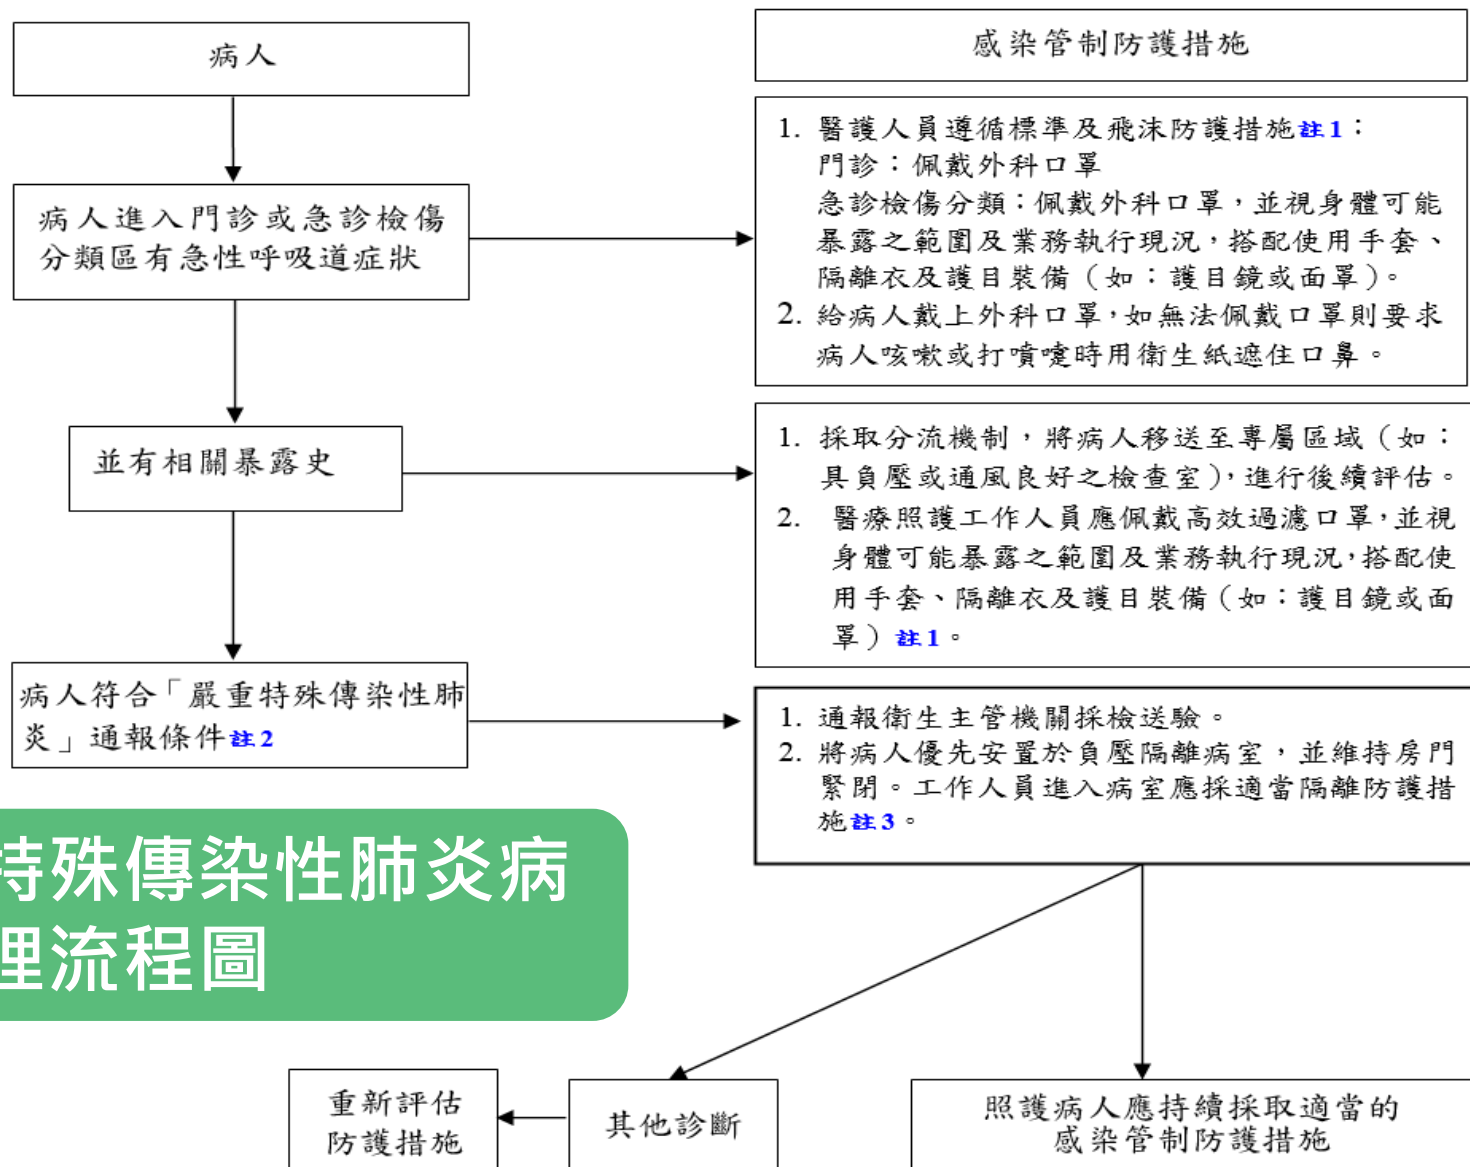 病人
感染管制防護措施
病人進入門診或急診檢傷
分類區有急性呼吸道症狀
1. 醫護人員遵循標準及飛沫防護措施註1：
門診：佩戴外科口罩
急診檢傷分類：佩戴外科口罩，並視身體可能
暴露之範圍及業務執行現況，搭配使用手套、
隔離衣及護目裝備（如：護目鏡或面罩）。
2. 給病人戴上外科口罩，如無法佩戴口罩則要求
病人咳嗽或打噴嚏時用衛生紙遮住口鼻。
並有相關暴露史
1. 採取分流機制，將病人移送至專屬區域（如：
具負壓或通風良好之檢查室），進行後續評估。
2. 醫療照護工作人員應佩戴高效過濾口罩，並視
身體可能暴露之範圍及業務執行現況，搭配使
用手套、隔離衣及護目裝備（如：護目鏡或面
罩）註1。
病人符合「嚴重特殊傳染性肺
炎」通報條件註2
1. 通報衛生主管機關採檢送驗。
2. 將病人優先安置於負壓隔離病室，並維持房門
緊閉。工作人員進入病室應採適當隔離防護措
施註3。
特殊傳染性肺炎病
理流程圖
重新評估
防護措施
其他診斷
照護病人應持續採取適當的
感染管制防護措施